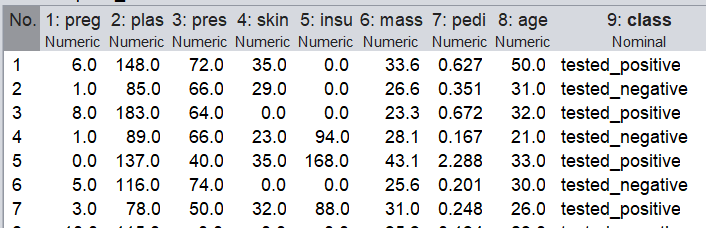 No. 1: preg 2: plas 3: pres 4: skin 5: insu 6: mass 7: pedi 8: age 9: class
Numeric Numeric Numeric Numeric Numeric Numeric Numeric Numeric Nominal
1 6.0 148.0 72.0 35.0 0.0 33.6 0.627 50.0 tested_positive
2 1.0 85.0 66.0 29.0 0.0 26.6 0.351 31.0 tested_negative
3 8.0 183.0 64.0 0.0 0.0 23.3 0.672 32.0 tested_positive
4 1.0 89.0 66.0 23.0 94.0 28.1 0.167 21.0 tested_negative
5 0.0 137.0 40.0 35.0 168.0 43.1 2.288 33.0 tested_positive
6 5.0 116.0 74.0 0.0 0.0 25.6 0.201 30.0 tested_negative
7 3.0 78.0 50.0 32.0 88.0 31.0 0.248 26.0 tested_positive